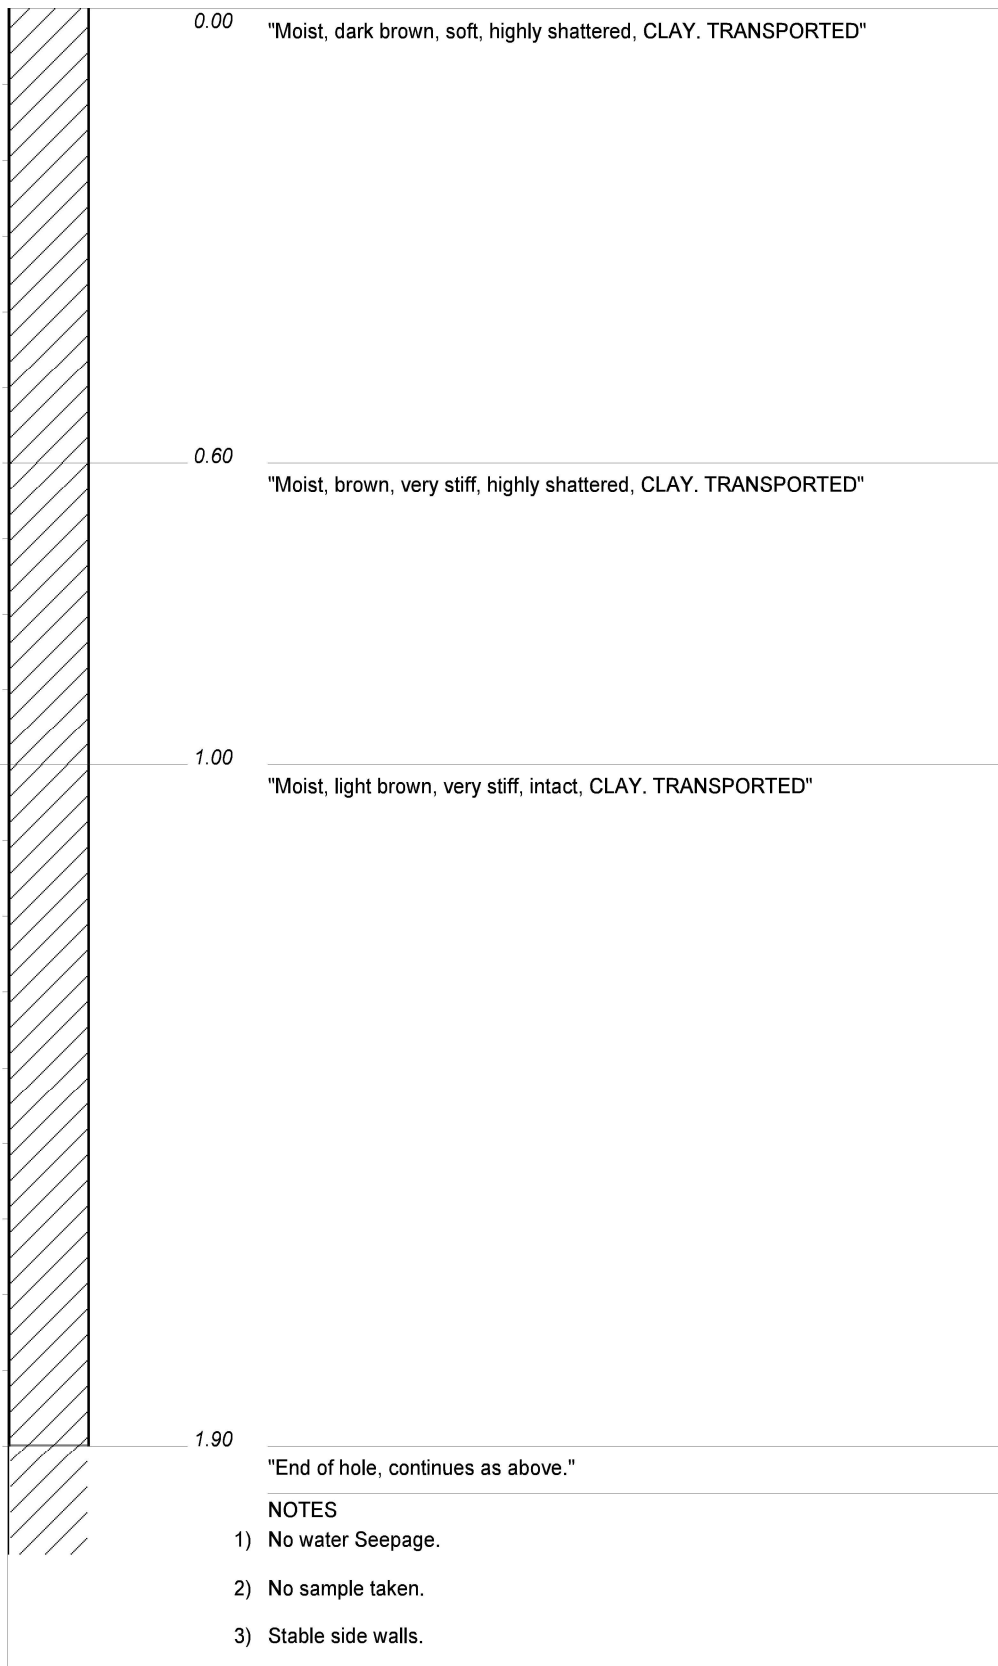 0.00
"Moist, dark brown, soft, highly shattered, CLAY. TRANSPORTED"
0.60
"Moist, brown, very stiff, highly shattered, CLAY. TRANSPORTED"
1.00
"Moist, light brown, very stiff, intact, CLAY. TRANSPORTED"
1.90
"End of hole, continues as above."
NOTES
1) No water Seepage.
2) No sample taken.
3) Stable side walls.